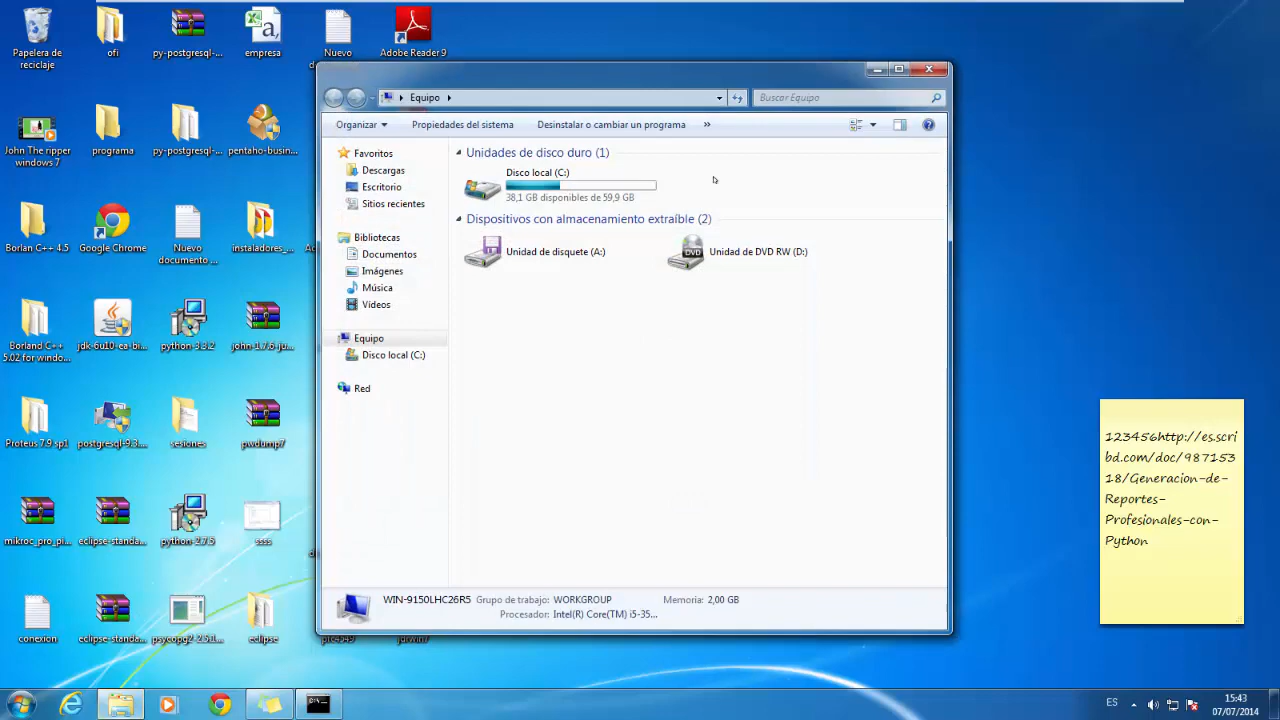 Papelera de
reciclaje
ofi
py-postgresql-...
empresa
Nuevo
Adobe Reader 9
John The ripper
windows 7
programa
py-postgresql-...
pentaho-busin...
Borlan C++ 4.5
Google Chrome
Nuevo
documento ...
instaladores_...
Borland C++
5.02 for windo...
jdk-6u10-ea-bi...
python-3.3.2
john-1.7.6-ju...
Proteus 7.9 sp1
postgresql-9.3....
sesiones
pwdump7
mikroc_pro_pi...
eclipse-standa...
python-2.7.5
ssss
conexion
eclipse-standa...
psycopg2-2.5.1...
eclipse
Equipo
Buscar Equipo
Organizar
Propiedades del sistema
Desinstalar o cambiar un programa
»
Favoritos
Descargas
Escritorio
Sitios recientes
Bibliotecas
Documentos
Imágenes
Música
Vídeos
Equipo
Disco local (C:)
Red
Unidades de disco duro (1)
Disco local (C:)
38,1 GB disponibles de 59,9 GB
Dispositivos con almacenamiento extraíble (2)
Unidad de disquete (A:)
DVD
Unidad de DVD RW (D:)
WIN-9150LHC26R5 Grupo de trabajo: WORKGROUP Memoria: 2,00 GB
Procesador: Intel(R) Core(TM) i5-35...
123456http://es.scri
bd.com/doc/987153
18/Generacion-de-
Reportes-
Profesionales-con-
Python
ES
15:43
07/07/2014